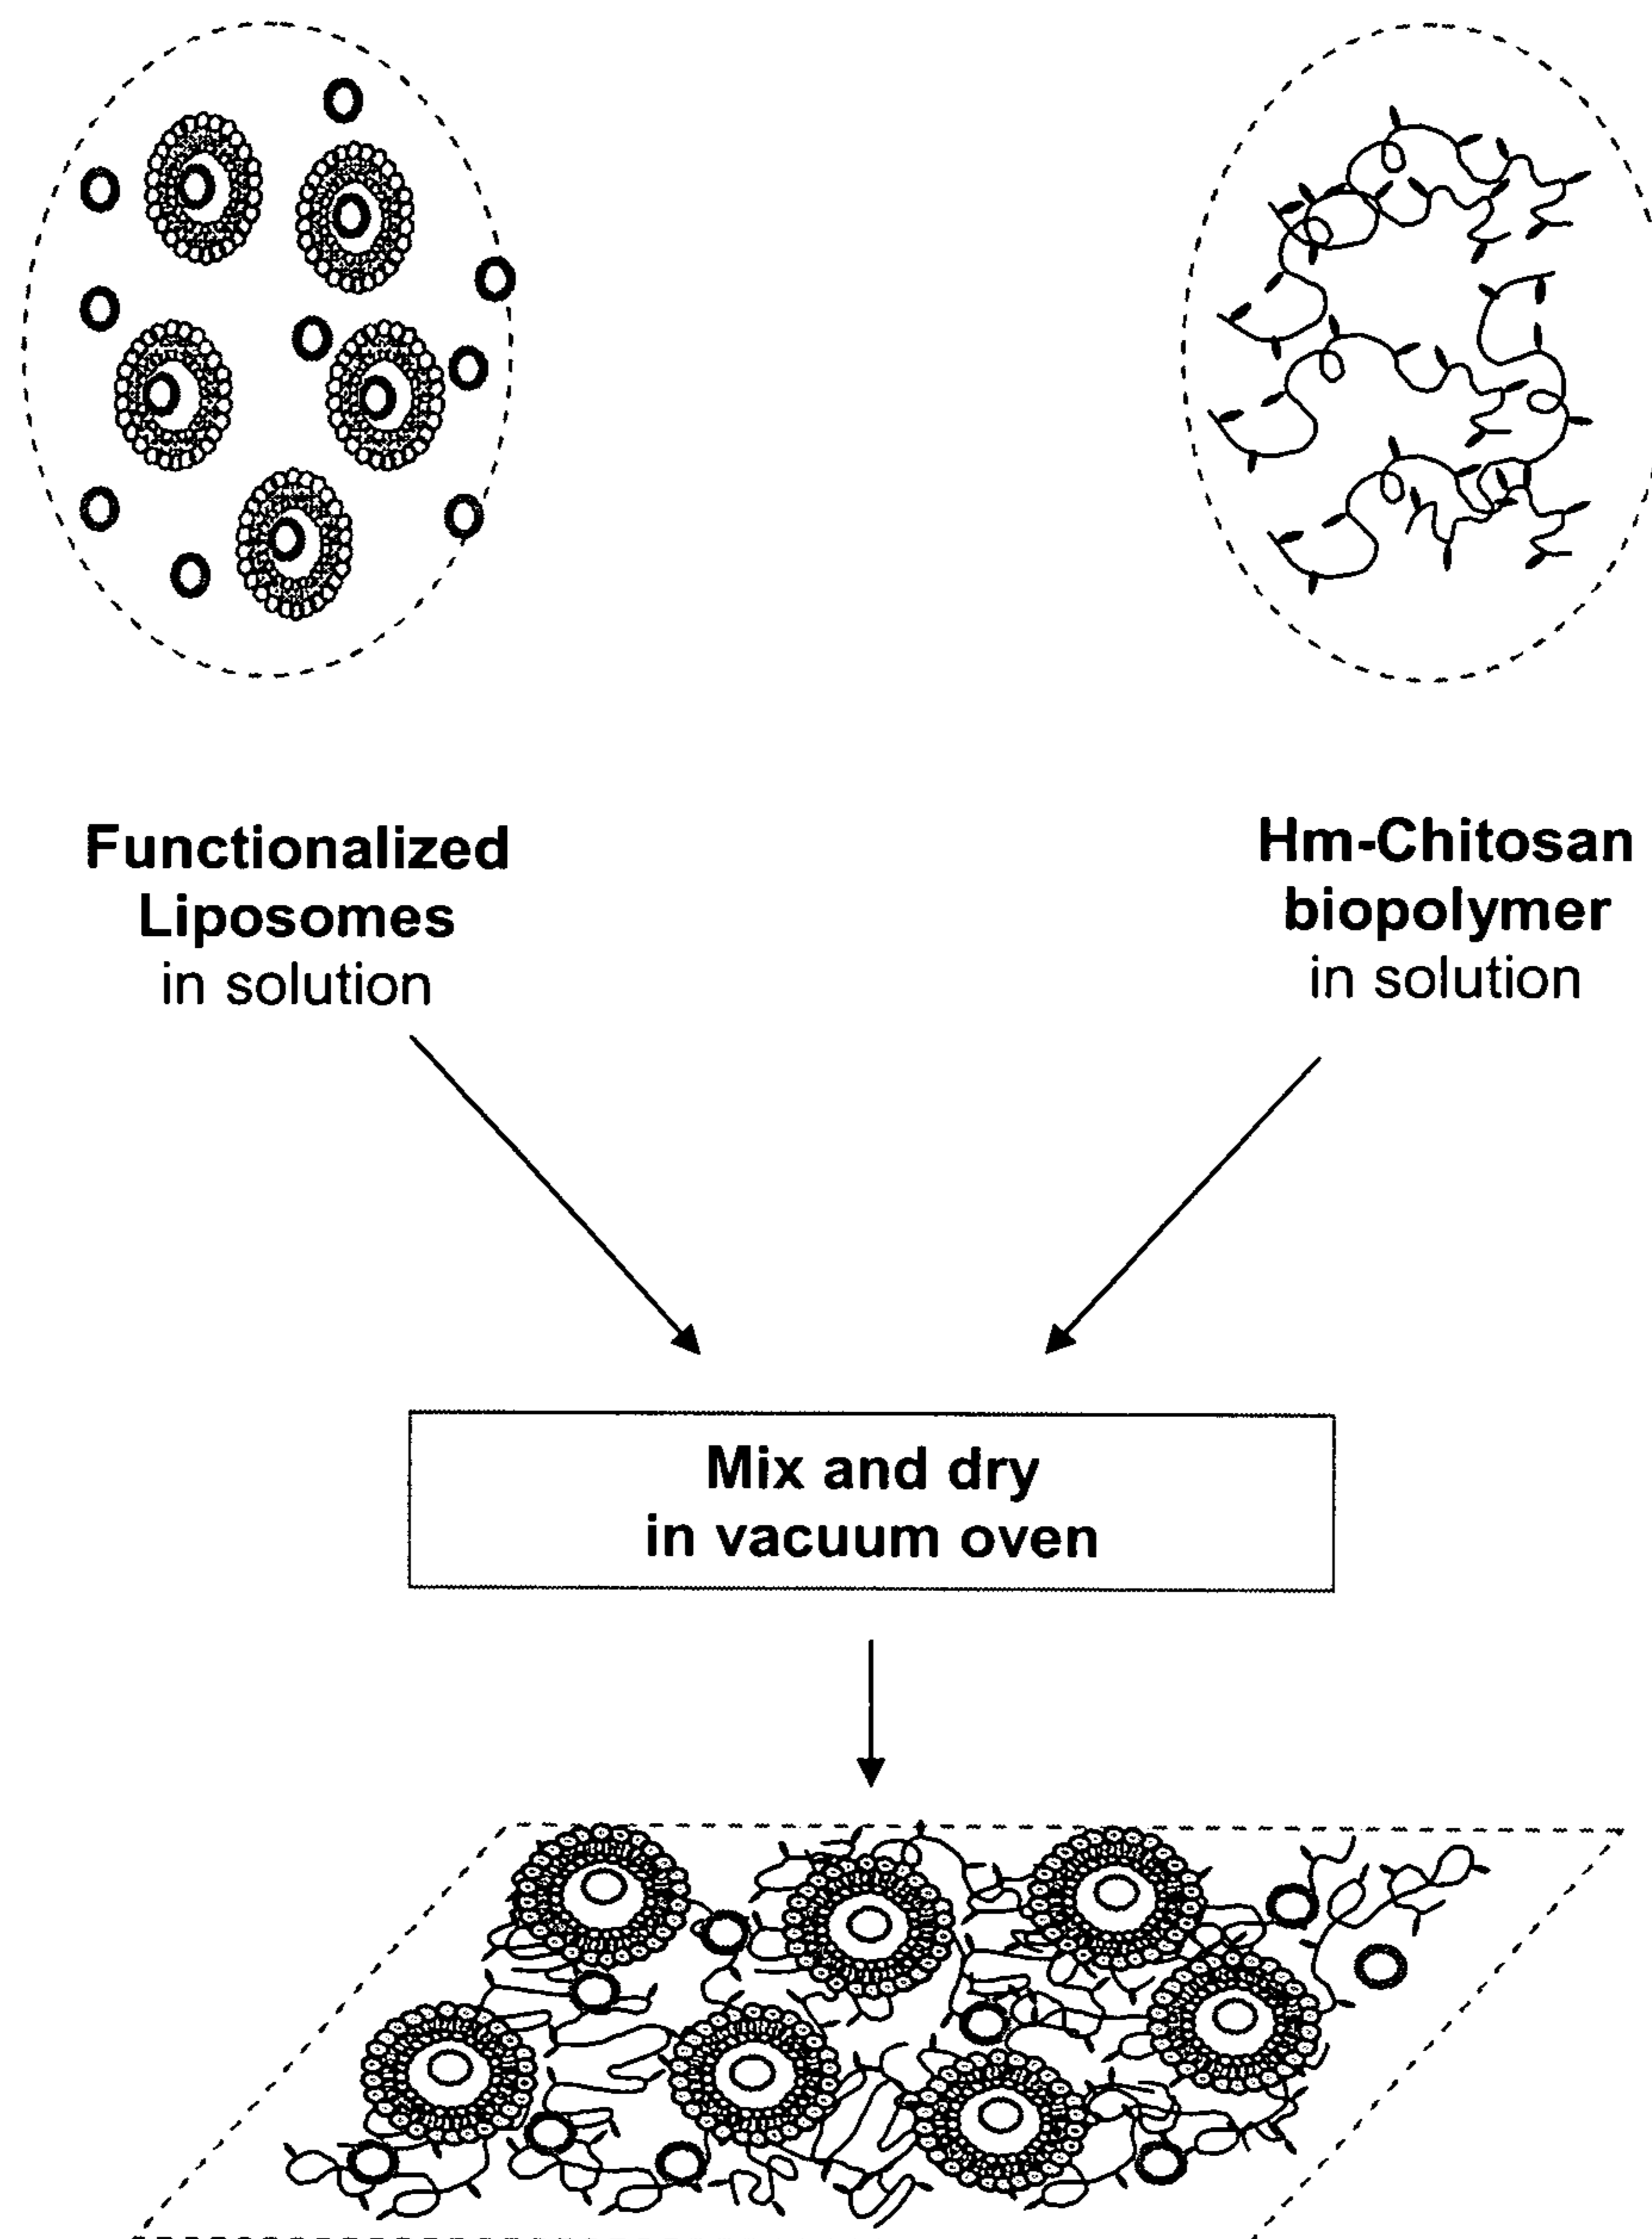 Functionalized
Liposomes
in solution
Hm-Chitosan
biopolymer
in solution
Mix and dry
in vacuum oven